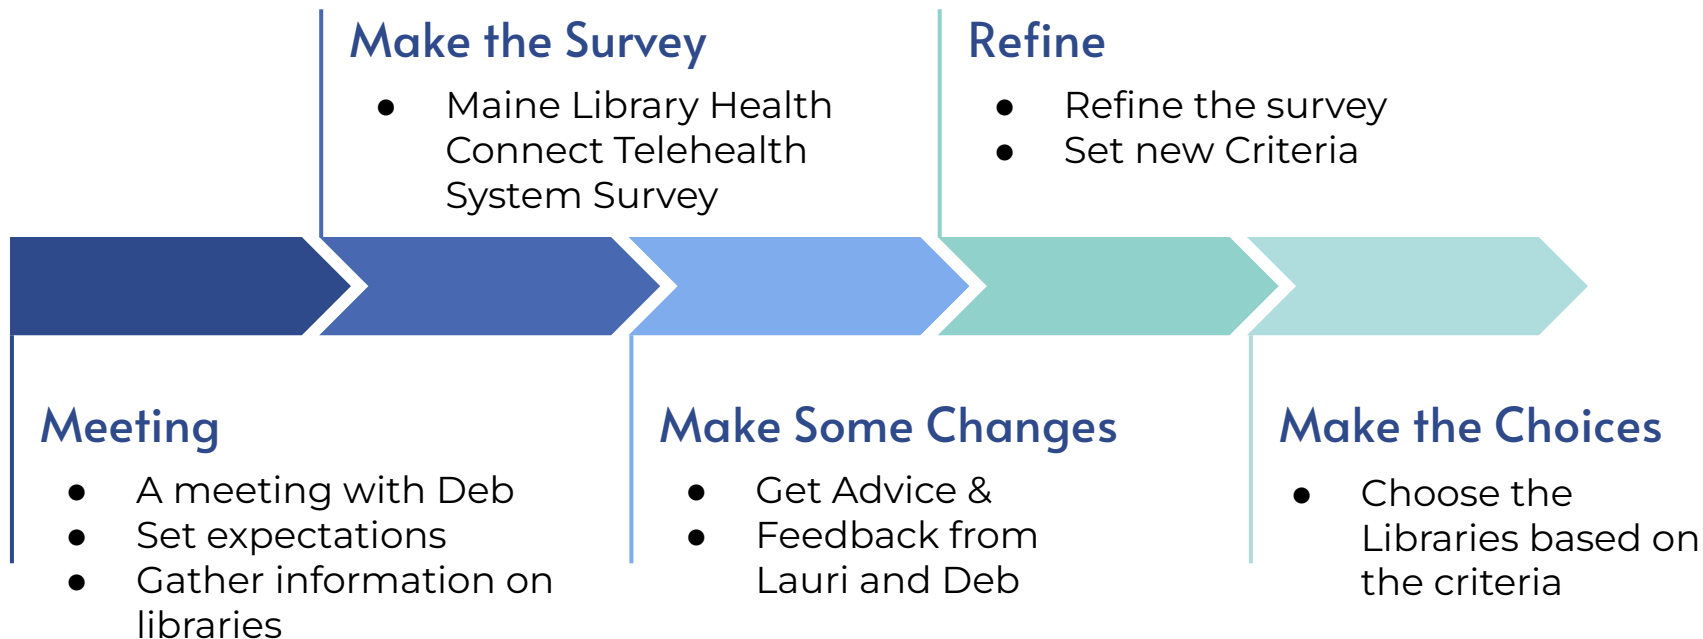 Make the Survey
● Maine Library Health
Connect Telehealth
System Survey
Refine
● Refine the survey
● Set new Criteria
Meeting
● A meeting with Deb
● Set expectations
● Gather information on
libraries
Make Some Changes
● Get Advice &
● Feedback from
Lauri and Deb
Make the Choices
● Choose the
Libraries based on
the criteria